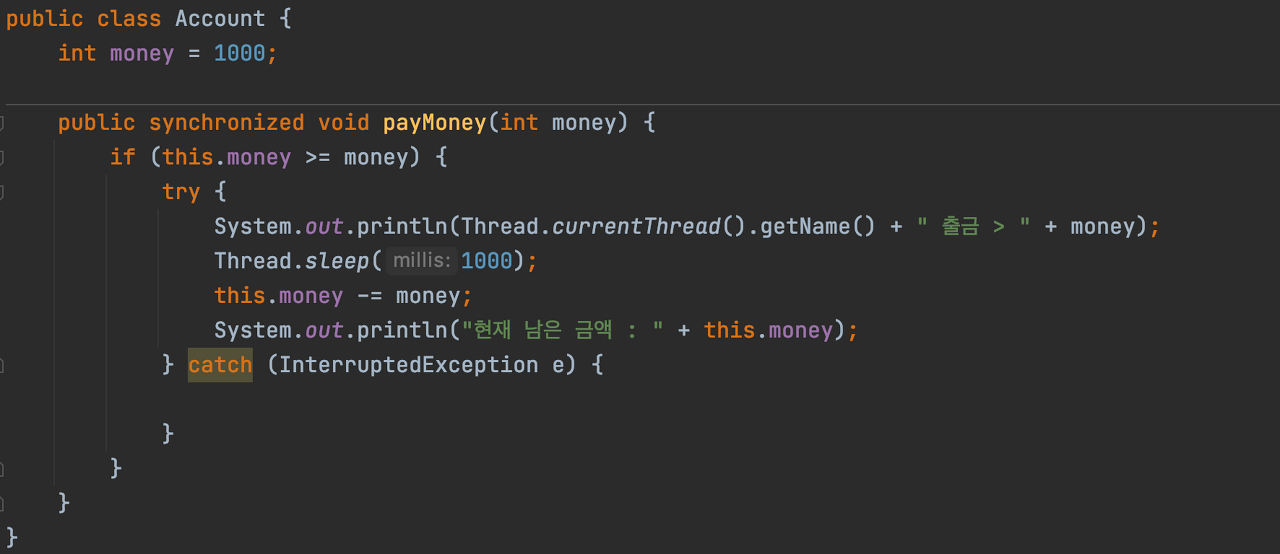 public class Account {
    int money = 1000;
    public synchronized void payMoney(int money) {
        if (this.money >= money) {
            try {
                System.out.println(Thread.currentThread().getName() + " 출금 > " + money);
                Thread.sleep( millis: 1000);
                this.money -= money;
                System.out.println("현재 남은 금액 : " + this.money);
            } catch (InterruptedException e) {
            }
        }
    }
}